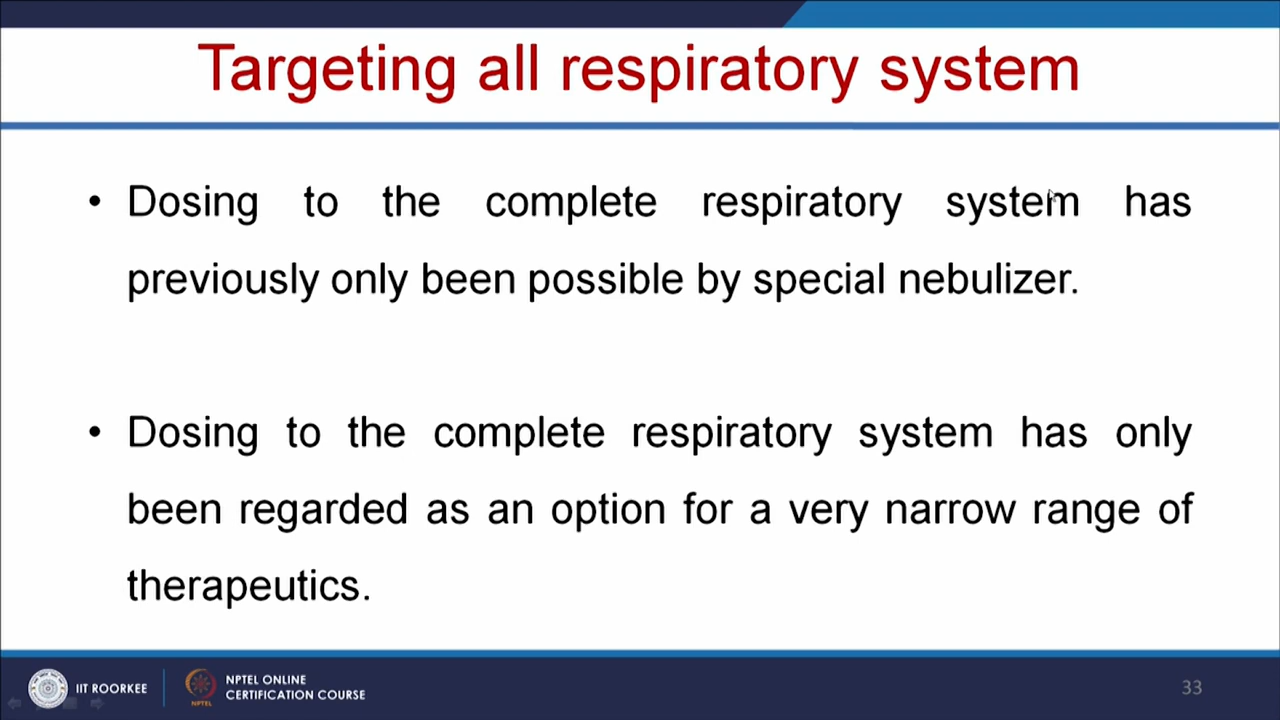 Targeting all respiratory system
• Dosing to the complete respiratory system has
previously only been possible by special nebulizer.
• Dosing to the complete respiratory system has only
been regarded as an option for a very narrow range of
therapeutics.
IIT ROORKEE
NPTEL
NPTEL ONLINE
CERTIFICATION COURSE
33